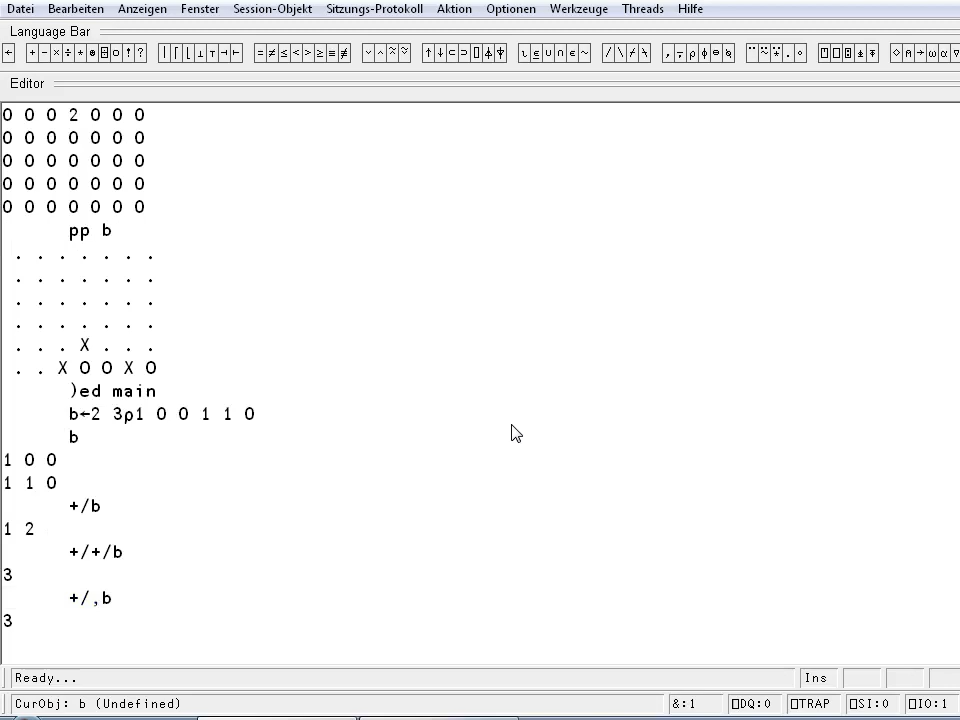 Datei Bearbeiten Anzeigen Fenster Session-Objekt Sitzungs-Protokoll Aktion Optionen Werkzeuge Threads Hilfe
Language Bar
← + - × ÷ * ⍟ ⌹ ○ ! ? | ⌈ ⌊ ⊥ ⊤ ⊣ ⊢ = ≠ ≤ < > ≥ ≡ ≢ ∨ ∧ ⍲ ⍱ ↑ ↓ ⊂ ⊃ ⌷ ⍋ ⍒ ⍳ ⍷ ∪ ∩ ∊ ~ / \ ⌿ ⍀ , ⍪ ⍴ ⌽ ⊖ ⍉ ¨ ⍨ ⍣ . ∘ ⍞ ⎕ ⍠ ⍎ ⍕ ⋄ ⍝ → ⍵ ⍺ ∇
Editor
0 0 0 2 0 0 0
0 0 0 0 0 0 0
0 0 0 0 0 0 0
0 0 0 0 0 0 0
0 0 0 0 0 0 0
pp b
. . . . . . .
. . . . . . .
. . . . . . .
. . . . . . .
. . . X . . .
. . X O O X O
)ed main
b←2 3⍴1 0 0 1 1 0
b
1 0 0
1 1 0
+/b
1 2
+/+/b
3
+/,b
3
Ready...
Ins
CurObj: b (Undefined)
&:1
⎕DQ:0
⎕TRAP
⎕SI:0
⎕IO:1